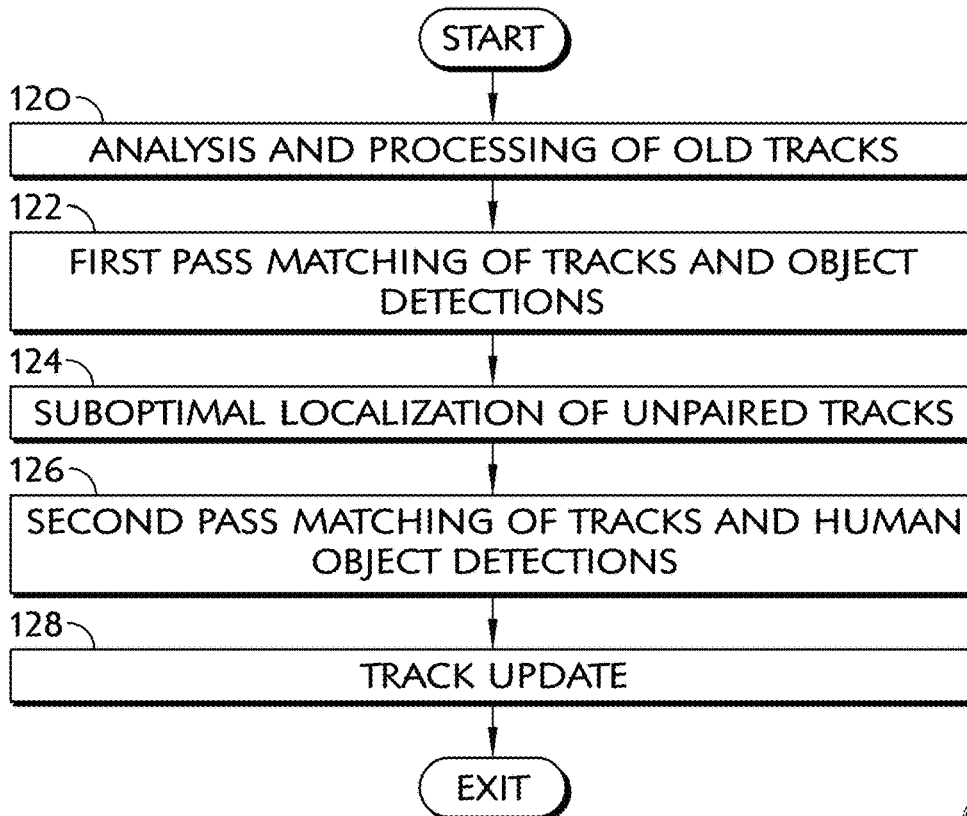 START
120
ANALYSIS AND PROCESSING OF OLD TRACKS
122
FIRST PASS MATCHING OF TRACKS AND OBJECT
DETECTIONS
124
SUBOPTIMAL LOCALIZATION OF UNPAIRED TRACKS
126
SECOND PASS MATCHING OF TRACKS AND HUMAN
OBJECT DETECTIONS
128
TRACK UPDATE
EXIT